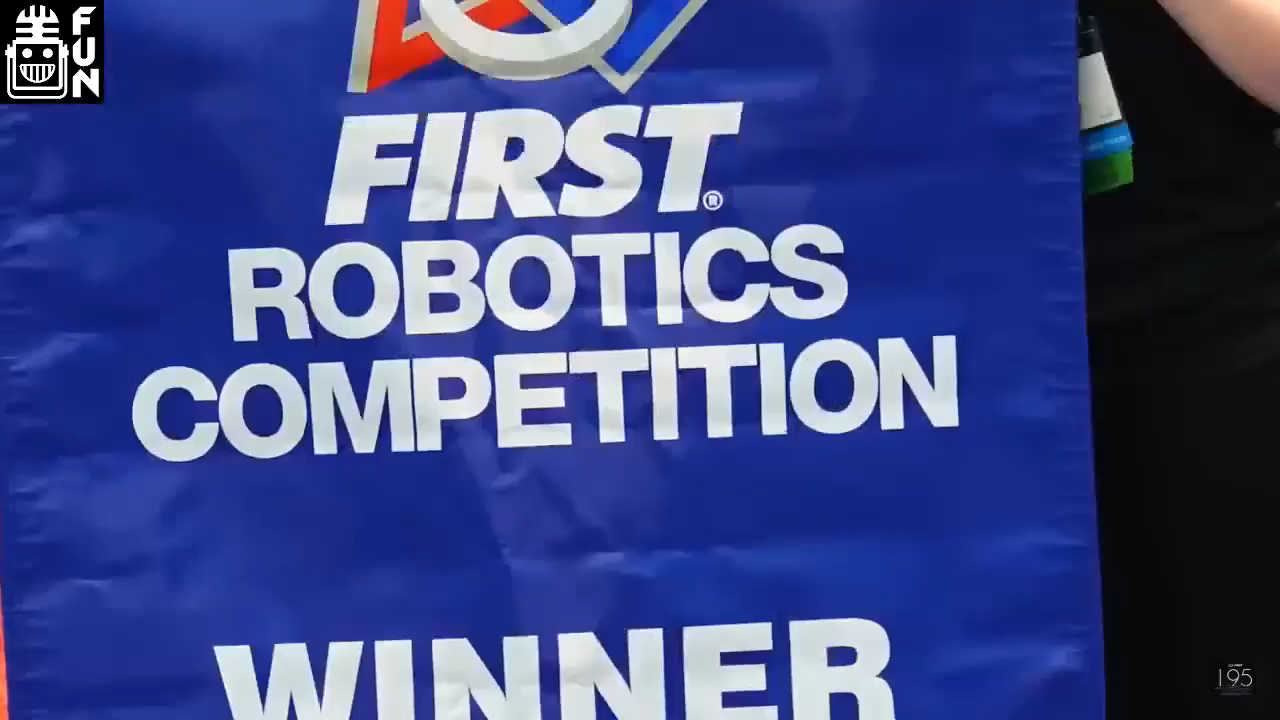 FUN
FIRST®
ROBOTICS
COMPETITION
WINNER
195